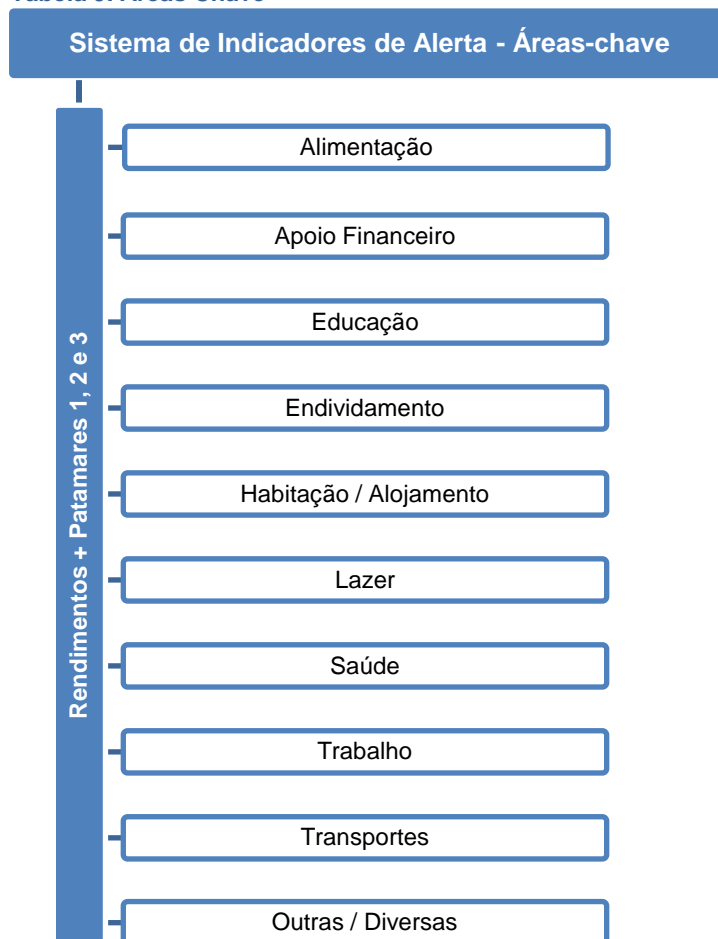 Sistema de Indicadores de Alerta - Áreas-chave
Rendimentos + Patamares 1, 2 e 3
Alimentação
Apoio Financeiro
Educação
Endividamento
Habitação / Alojamento
Lazer
Saúde
Trabalho
Transportes
Outras / Diversas